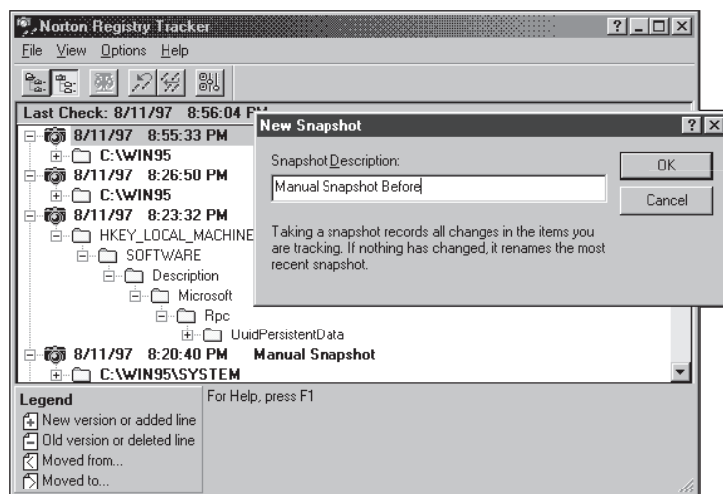 Norton Registry Tracker
File View Options Help
Last Check: 8/11/97 8:56:04 PM
8/11/97 8:55:33 PM
C:\WIN95
8/11/97 8:26:50 PM
C:\WIN95
8/11/97 8:23:32 PM
HKEY_LOCAL_MACHINE
SOFTWARE
Description
Microsoft
Rpc
UuidPersistentData
8/11/97 8:20:40 PM Manual Snapshot
C:\WIN95\SYSTEM
New Snapshot
Snapshot Description:
Manual Snapshot Before
OK
Cancel
Taking a snapshot records all changes in the items you
are tracking. If nothing has changed, it renames the most
recent snapshot.
Legend
New version or added line
Old version or deleted line
Moved from...
Moved to...
For Help, press F1